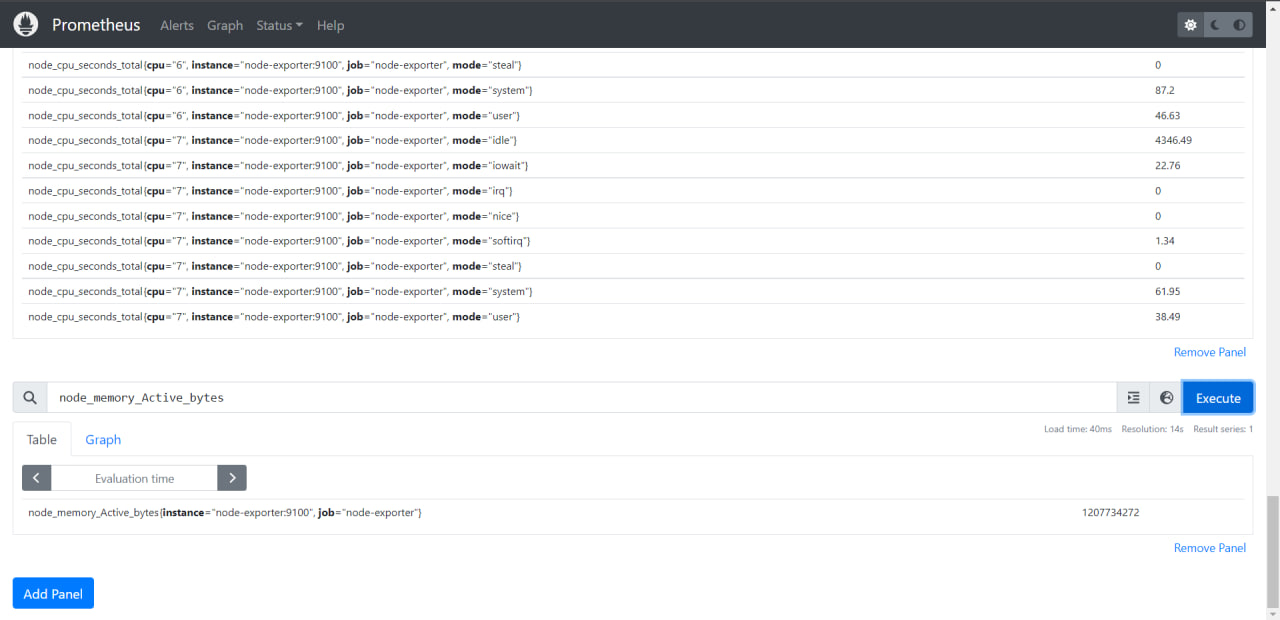 Prometheus Alerts Graph Status Help
node_cpu_seconds_total{cpu="6", instance="node-exporter:9100", job="node-exporter", mode="steal"} 0
node_cpu_seconds_total{cpu="6", instance="node-exporter:9100", job="node-exporter", mode="system"} 87.2
node_cpu_seconds_total{cpu="6", instance="node-exporter:9100", job="node-exporter", mode="user"} 46.63
node_cpu_seconds_total{cpu="7", instance="node-exporter:9100", job="node-exporter", mode="idle"} 4346.49
node_cpu_seconds_total{cpu="7", instance="node-exporter:9100", job="node-exporter", mode="iowait"} 22.76
node_cpu_seconds_total{cpu="7", instance="node-exporter:9100", job="node-exporter", mode="irq"} 0
node_cpu_seconds_total{cpu="7", instance="node-exporter:9100", job="node-exporter", mode="nice"} 0
node_cpu_seconds_total{cpu="7", instance="node-exporter:9100", job="node-exporter", mode="softirq"} 1.34
node_cpu_seconds_total{cpu="7", instance="node-exporter:9100", job="node-exporter", mode="steal"} 0
node_cpu_seconds_total{cpu="7", instance="node-exporter:9100", job="node-exporter", mode="system"} 61.95
node_cpu_seconds_total{cpu="7", instance="node-exporter:9100", job="node-exporter", mode="user"} 38.49
Remove Panel
node_memory_Active_bytes Execute
Load time: 40ms Resolution: 14s Result series: 1
Table Graph
Evaluation time
node_memory_Active_bytes{instance="node-exporter:9100", job="node-exporter"} 1207734272
Remove Panel
Add Panel